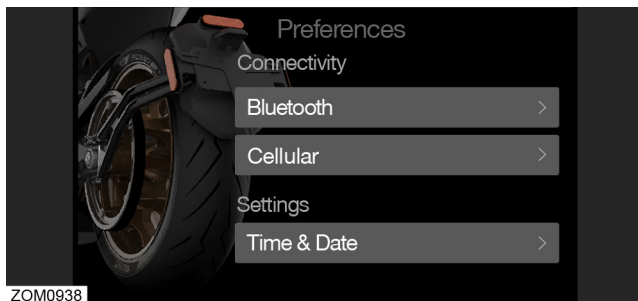 Preferences
Connectivity
Bluetooth
Cellular
Settings
Time & Date
ZOM0938